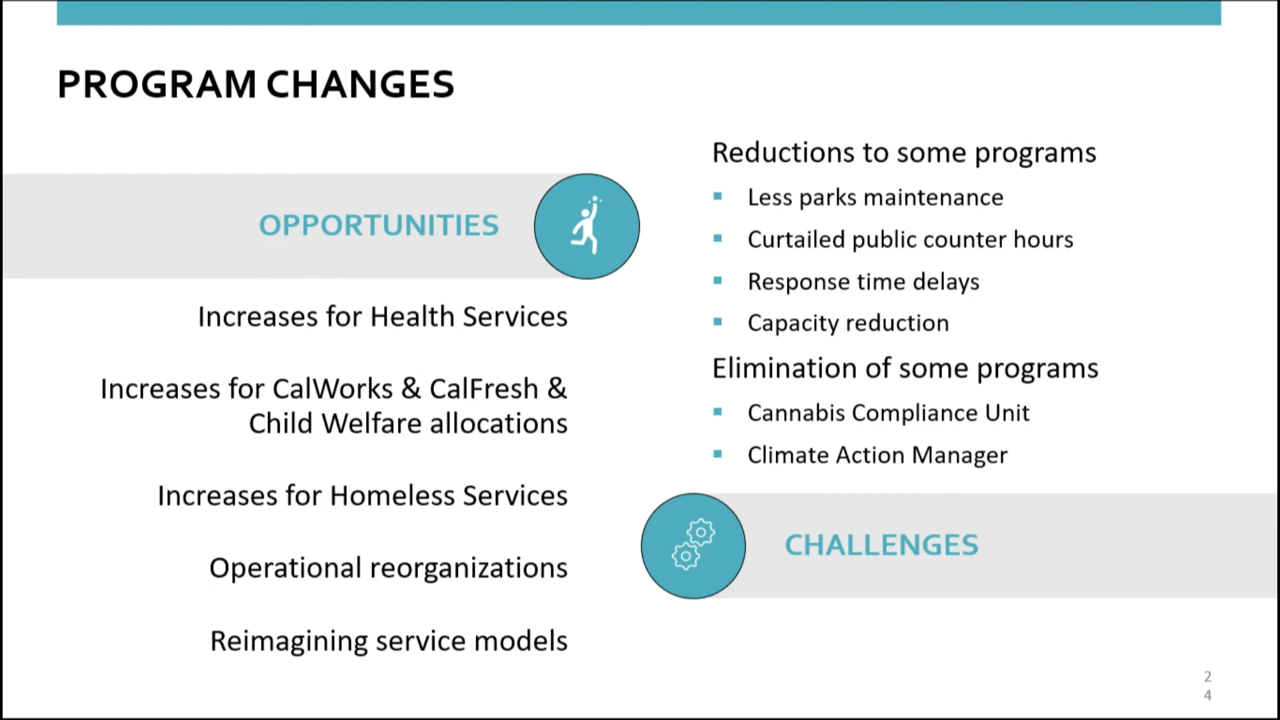 PROGRAM CHANGES
OPPORTUNITIES
Increases for Health Services
Increases for CalWorks & CalFresh &
Child Welfare allocations
Increases for Homeless Services
Operational reorganizations
Reimagining service models
Reductions to some programs
Less parks maintenance
Curtailed public counter hours
Response time delays
Capacity reduction
Elimination of some programs
Cannabis Compliance Unit
Climate Action Manager
CHALLENGES
2
4